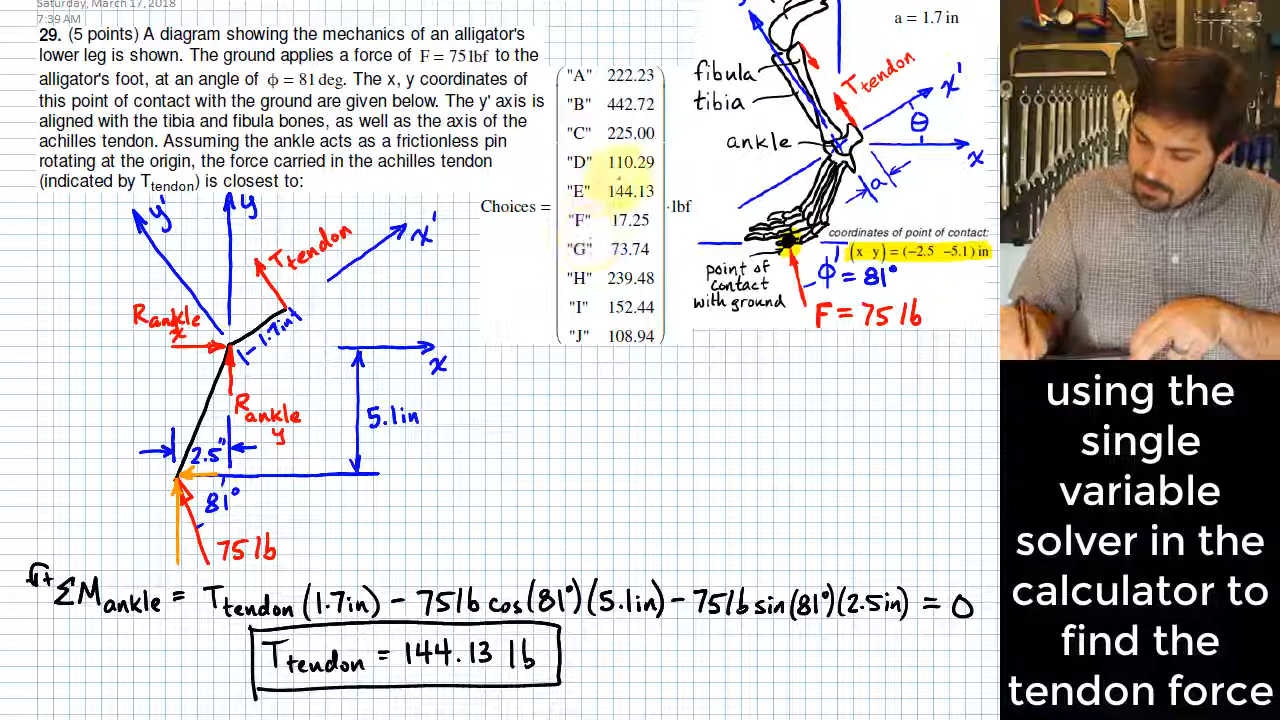 Saturday, March 17, 2018
7:39 AM
29. (5 points) A diagram showing the mechanics of an alligator's
lower leg is shown. The ground applies a force of F = 75 lbf to the
alligator's foot, at an angle of ϕ = 81 deg. The x, y coordinates of
this point of contact with the ground are given below. The y' axis is
aligned with the tibia and fibula bones, as well as the axis of the
achilles tendon. Assuming the ankle acts as a frictionless pin
rotating at the origin, the force carried in the achilles tendon
(indicated by T tendon) is closest to:
Choices =
"A" 222.23
"B" 442.72
"C" 225.00
"D" 110.29
"E" 144.13
"F" 17.25
"G" 73.74
"H" 239.48
"I" 152.44
"J" 108.94
· lbf
a = 1.7 in
fibula
tibia
ankle
T tendon
x'
θ
x
a
coordinates of point of contact:
(x y) = (−2.5 −5.1) in
point of
contact
with ground
ϕ = 81°
F = 75 lb
y'
y
x'
T tendon
R ankle x
1.7in
x
R ankle y
5.1in
2.5"
81°
75 lb
+ ΣM ankle = T tendon (1.7in) − 75lb cos(81°)(5.1in) − 75lb sin(81°)(2.5in) = 0
T tendon = 144.13 lb
using the
single
variable
solver in the
calculator to
find the
tendon force